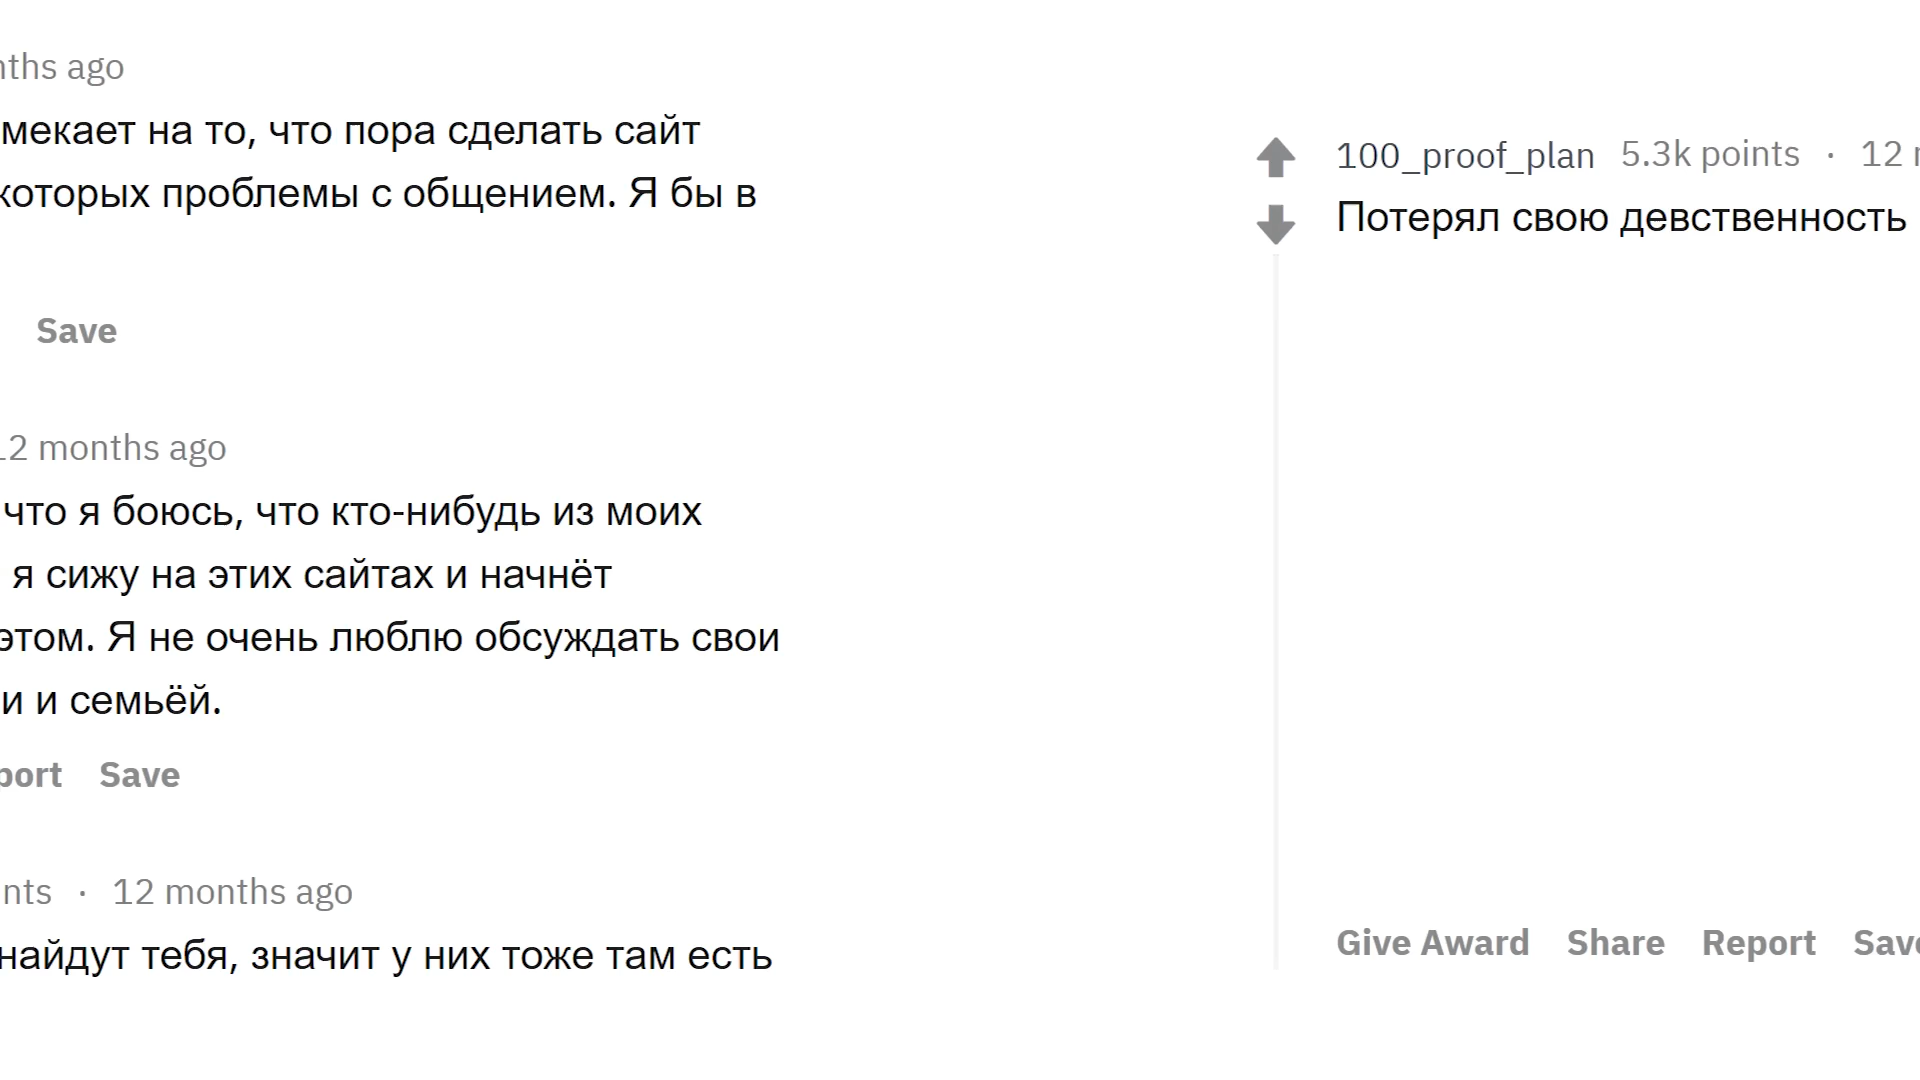 ths ago
мекает на то, что пора сделать сайт
которых проблемы с общением. Я бы в
Save
12 months ago
что я боюсь, что кто-нибудь из моих
я сижу на этих сайтах и начнёт
этом. Я не очень люблю обсуждать свои
и и семьёй.
port Save
nts · 12 months ago
найдут тебя, значит у них тоже там есть
100_proof_plan 5.3k points · 12
Потерял свою девственность
Give Award Share Report Save